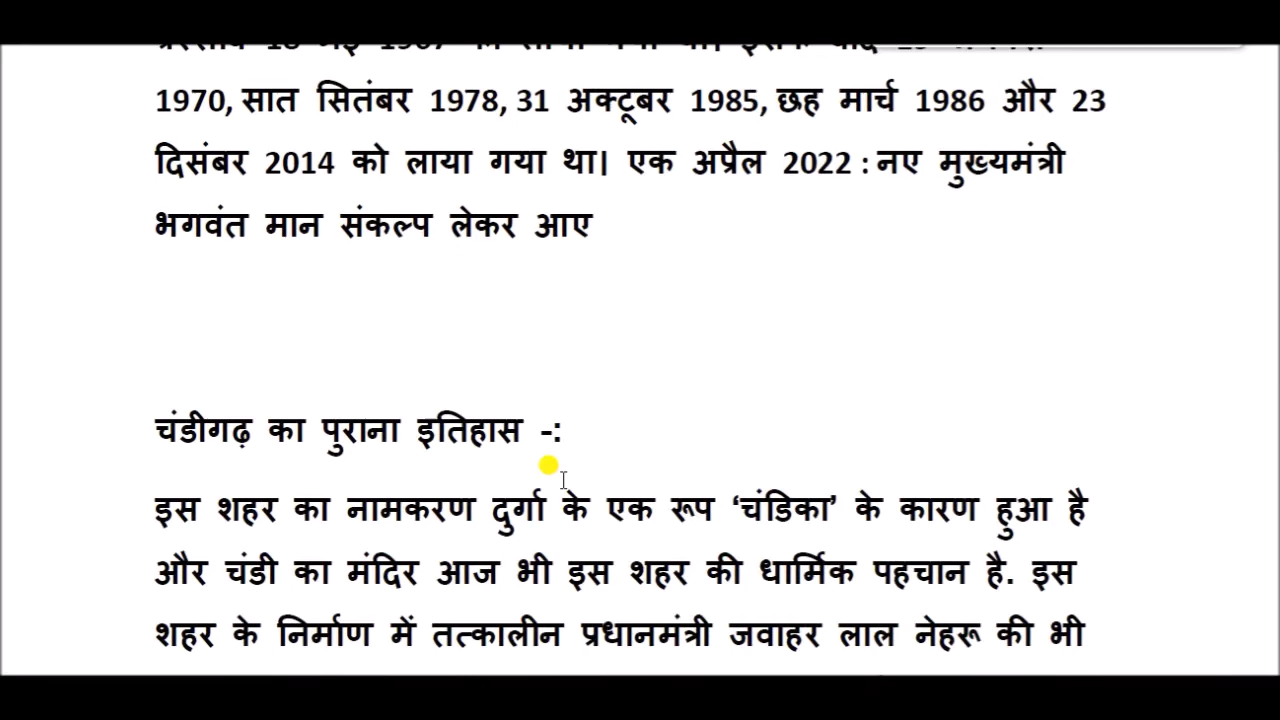 1970, सात सितंबर 1978, 31 अक्टूबर 1985, छह मार्च 1986 और 23
दिसंबर 2014 को लाया गया था। एक अप्रैल 2022 : नए मुख्यमंत्री
भगवंत मान संकल्प लेकर आए
चंडीगढ़ का पुराना इतिहास -:
इस शहर का नामकरण दुर्गा के एक रूप ‘चंडिका’ के कारण हुआ है
और चंडी का मंदिर आज भी इस शहर की धार्मिक पहचान है. इस
शहर के निर्माण में तत्कालीन प्रधानमंत्री जवाहर लाल नेहरू की भी